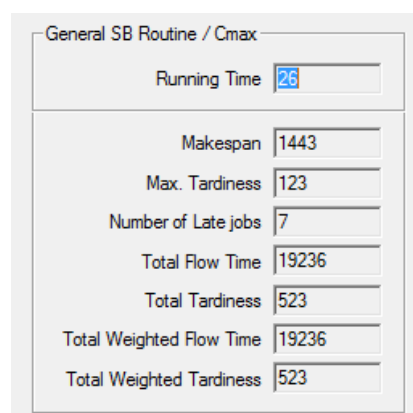 General SB Routine / Cmax
Running Time 26
Makespan 1443
Max. Tardiness 123
Number of Late jobs 7
Total Flow Time 19236
Total Tardiness 523
Total Weighted Flow Time 19236
Total Weighted Tardiness 523